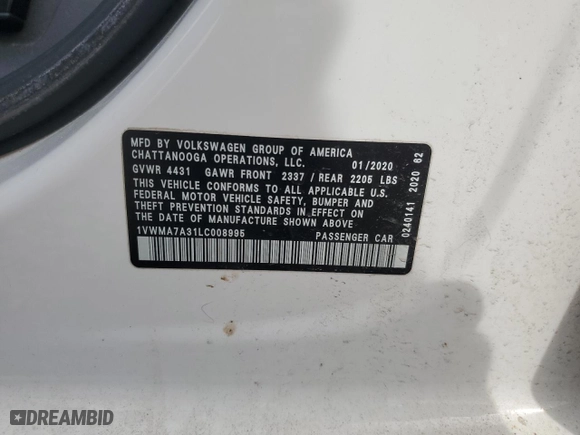 MFD BY VOLKSWAGEN GROUP OF AMERICA
CHATTANOOGA OPERATIONS, LLC. 01/2020
GVWR 4431 GAWR FRONT 2337 / REAR 2205 LBS
THIS VEHICLE CONFORMS TO ALL APPLICABLE U.S.
FEDERAL MOTOR VEHICLE SAFETY, BUMPER AND
THEFT PREVENTION STANDARDS IN EFFECT ON
THE DATE OF MANUFACTURE SHOWN ABOVE
1VWMA7A31LC008995 PASSENGER CAR
0240141 2020 82
DREAMBID